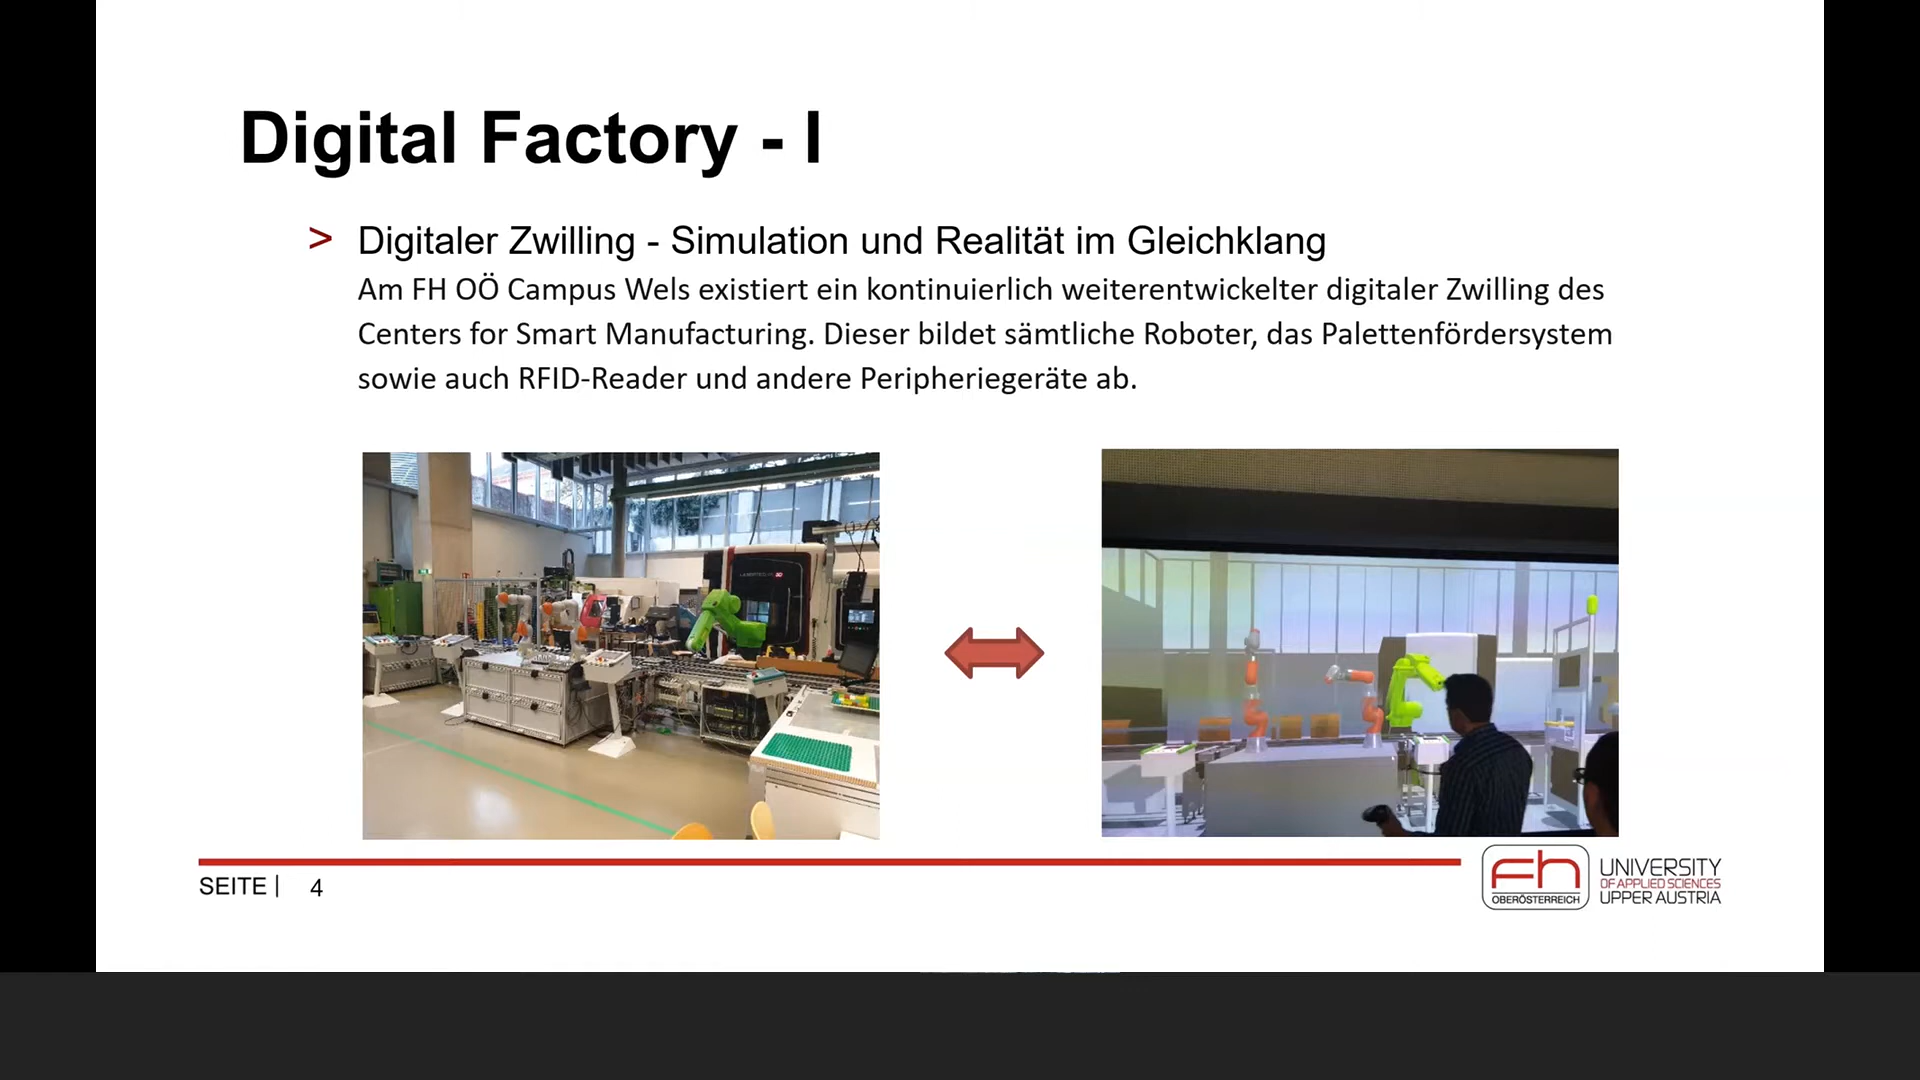 Digital Factory - I
> Digitaler Zwilling - Simulation und Realität im Gleichklang
Am FH OÖ Campus Wels existiert ein kontinuierlich weiterentwickelter digitaler Zwilling des
Centers for Smart Manufacturing. Dieser bildet sämtliche Roboter, das Palettenfördersystem
sowie auch RFID-Reader und andere Peripheriegeräte ab.
SEITE | 4
fh
OBERÖSTERREICH
UNIVERSITY
OF APPLIED SCIENCES
UPPER AUSTRIA